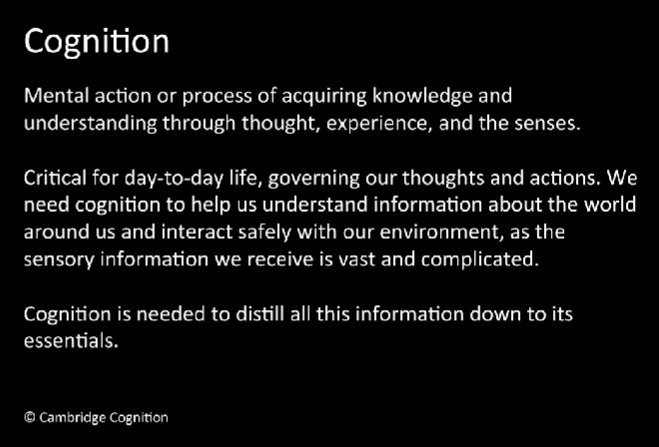 Cognition
Mental action or process of acquiring knowledge and
understanding through thought, experience, and the senses.
Critical for day-to-day life, governing our thoughts and actions. We
need cognition to help us understand information about the world
around us and interact safely with our environment, as the
sensory information we receive is vast and complicated.
Cognition is needed to distill all this information down to its
essentials.
© Cambridge Cognition